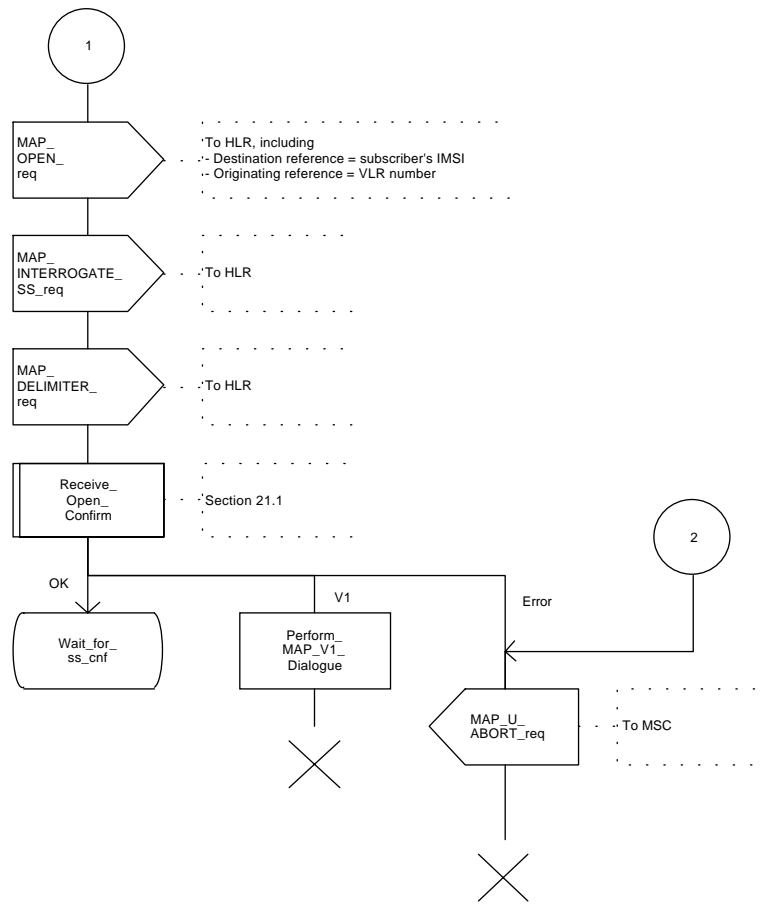 1
MAP_
OPEN_
req
To HLR, including
- Destination reference = subscriber's IMSI
- Originating reference = VLR number
MAP_
INTERROGATE_
SS_req
To HLR
MAP_
DELIMITER_
req
To HLR
Receive_
Open_
Confirm
Section 21.1
2
OK
V1
Error
Wait_for_
ss_cnf
Perform_
MAP_V1_
Dialogue
MAP_U_
ABORT_req
To MSC